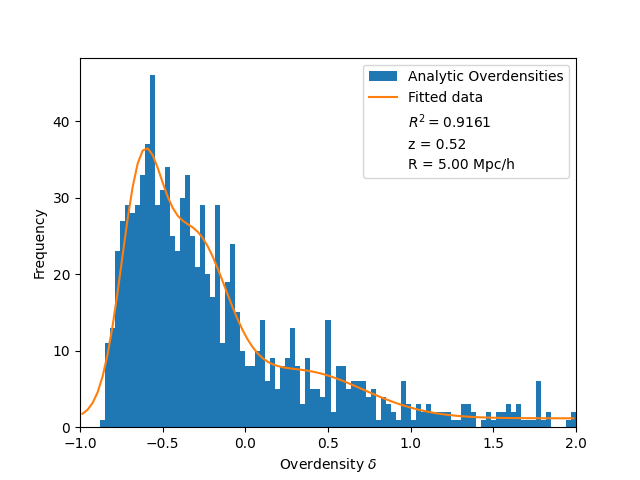 Analytic Overdensities
Fitted data
R² = 0.9161
z = 0.52
R = 5.00 Mpc/h
Frequency
40
30
20
10
0
−1.0 −0.5 0.0 0.5 1.0 1.5 2.0
Overdensity δ